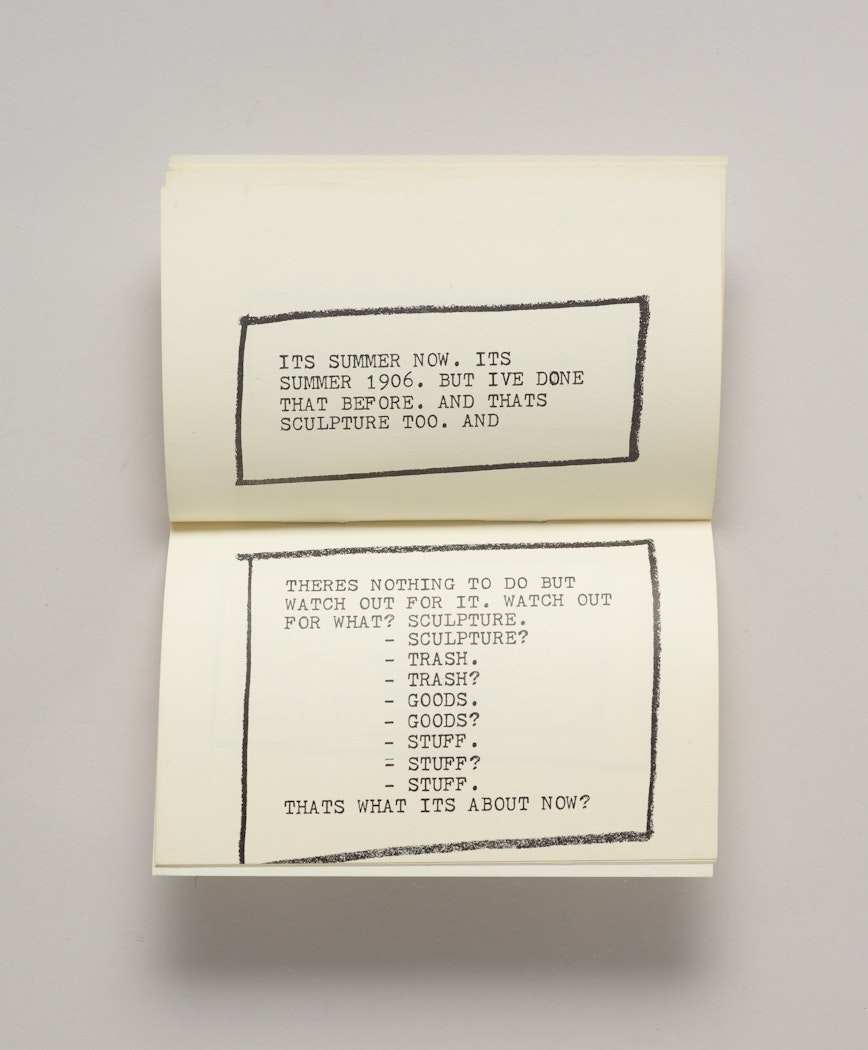 ITS SUMMER NOW. ITS
SUMMER 1906. BUT IVE DONE
THAT BEFORE. AND THATS
SCULPTURE TOO. AND
THERES NOTHING TO DO BUT
WATCH OUT FOR IT. WATCH OUT
FOR WHAT? SCULPTURE.
- SCULPTURE?
- TRASH.
- TRASH?
- GOODS.
- GOODS?
- STUFF.
- STUFF?
- STUFF.
THATS WHAT ITS ABOUT NOW?